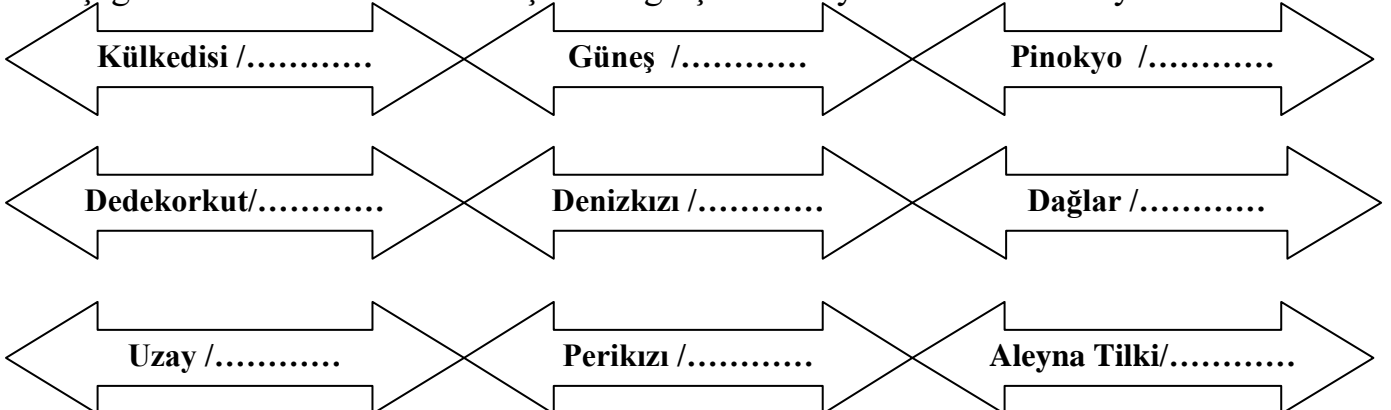 Külkedisi /………… Güneş /………… Pinokyo /…………
Dedekorkut/………… Denizkızı /………… Dağlar /…………
Uzay /………… Perikızı /………… Aleyna Tilki/…………